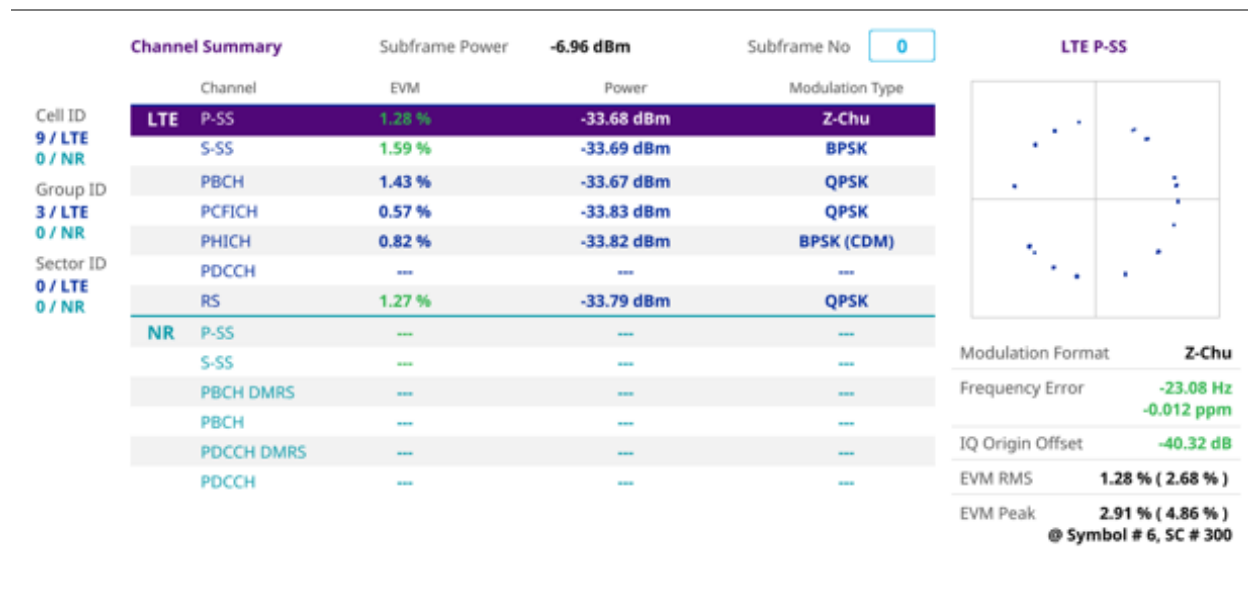 Channel Summary Subframe Power -6.96 dBm Subframe No 0 LTE P-SS
Channel EVM Power Modulation Type
Cell ID
9 / LTE
0 / NR
Group ID
3 / LTE
0 / NR
Sector ID
0 / LTE
0 / NR
LTE P-SS 1.28 % -33.68 dBm Z-Chu
S-SS 1.59 % -33.69 dBm BPSK
PBCH 1.43 % -33.67 dBm QPSK
PCFICH 0.57 % -33.83 dBm QPSK
PHICH 0.82 % -33.82 dBm BPSK (CDM)
PDCCH --- --- ---
RS 1.27 % -33.79 dBm QPSK
NR P-SS --- --- ---
S-SS --- --- ---
PBCH DMRS --- --- ---
PBCH --- --- ---
PDCCH DMRS --- --- ---
PDCCH --- --- ---
Modulation Format Z-Chu
Frequency Error -23.08 Hz
-0.012 ppm
IQ Origin Offset -40.32 dB
EVM RMS 1.28 % ( 2.68 % )
EVM Peak 2.91 % ( 4.86 % )
@ Symbol # 6, SC # 300